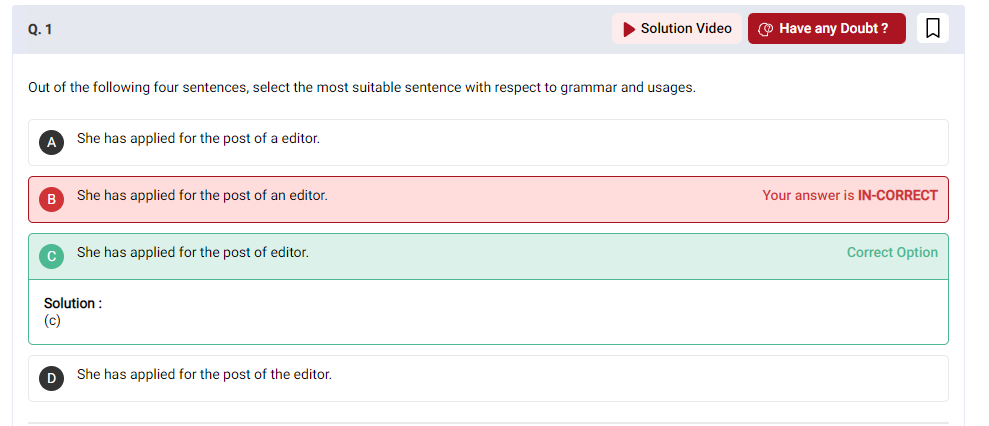 Q. 1
Solution Video
Have any Doubt ?
Out of the following four sentences, select the most suitable sentence with respect to grammar and usages.
A She has applied for the post of a editor.
B She has applied for the post of an editor. Your answer is IN-CORRECT
C She has applied for the post of editor. Correct Option
Solution :
(c)
D She has applied for the post of the editor.